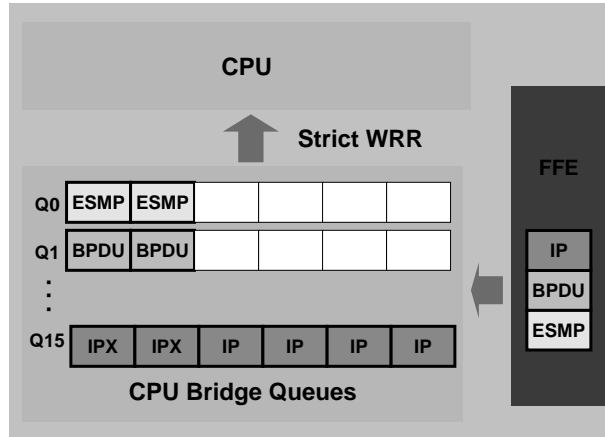 CPU
Strict WRR
FFE
Q0 ESMP ESMP
Q1 BPDU BPDU
IP
BPDU
ESMP
Q15 IPX IPX IP IP IP IP
CPU Bridge Queues